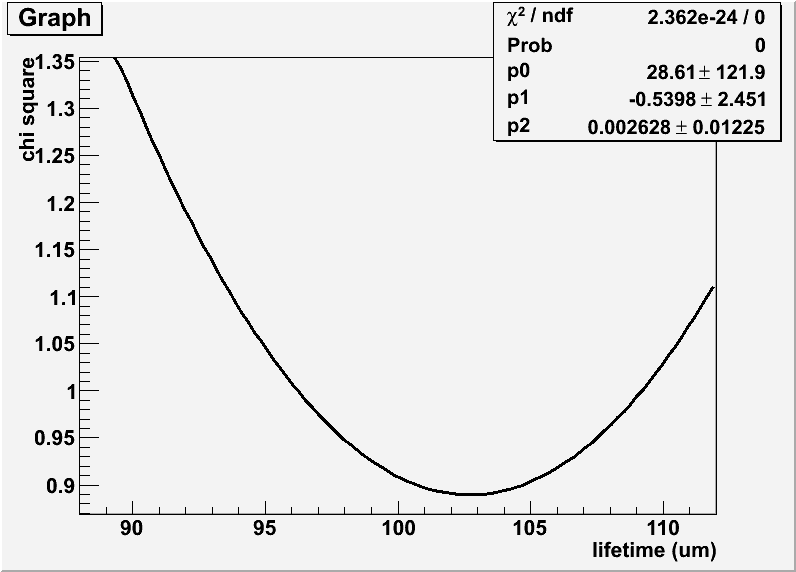 Graph
χ² / ndf 2.362e-24 / 0
Prob 0
p0 28.61 ± 121.9
p1 -0.5398 ± 2.451
p2 0.002628 ± 0.01225
chi square
1.35
1.3
1.25
1.2
1.15
1.1
1.05
1
0.95
0.9
90 95 100 105 110
lifetime (um)